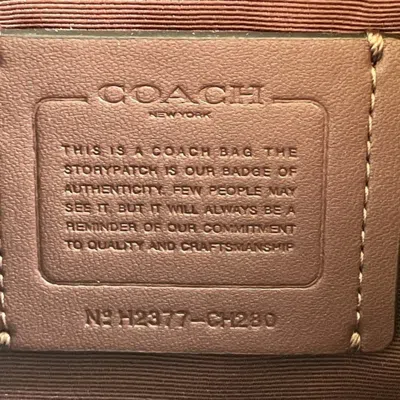 COACH
NEW YORK
THIS IS A COACH BAG. THE
STORYPATCH IS OUR BADGE OF
AUTHENTICITY. FEW PEOPLE MAY
SEE IT, BUT IT WILL ALWAYS BE A
REMINDER OF OUR COMMITMENT
TO QUALITY AND CRAFTSMANSHIP
Nº H2377-CH280